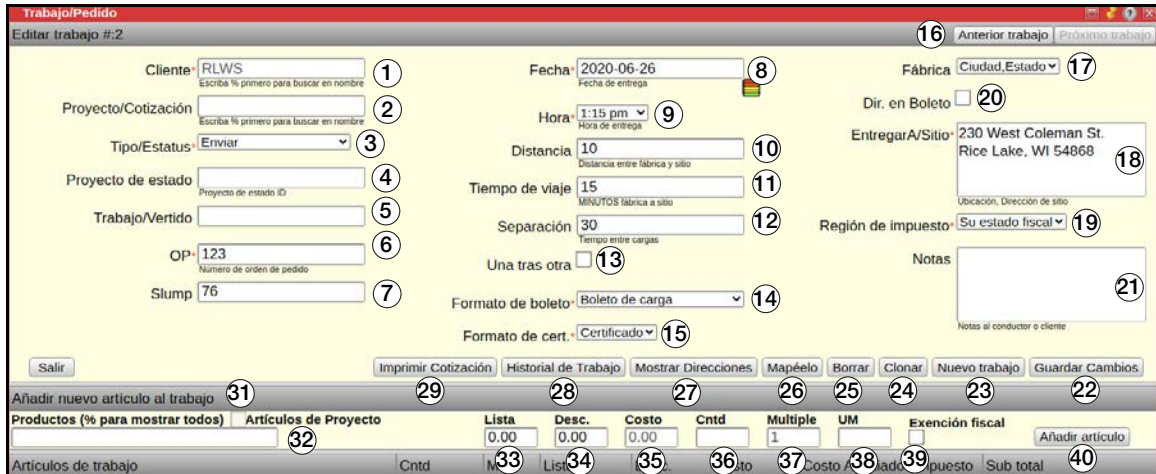 Trabajo/Pedido
Editar trabajo #:2
16 Anterior trabajo Próximo trabajo
Cliente* RLWS 1
Escriba % primero para buscar en nombre
Proyecto/Cotización 2
Escriba % primero para buscar en nombre
Tipo/Estatus* Enviar 3
Proyecto de estado 4
Proyecto de estado ID
Trabajo/Vertido 5
OP* 123 6
Número de orden de pedido
Slump 76 7
Fecha* 2020-06-26 8
Fecha de entrega
Hora* 1:15 pm 9
Hora de entrega
Distancia 10 10
Distancia entre fábrica y sitio
Tiempo de viaje 15 11
MINUTOS fábrica a sitio
Separación 30 12
Tiempo entre cargas
Una tras otra 13
Formato de boleto* Boleto de carga 14
Formato de cert.* Certificado 15
Fábrica Ciudad,Estado 17
Dir. en Boleto 20
EntregarA/Sitio* 230 West Coleman St.
Rice Lake, WI 54868 18
Ubicación, Dirección de sitio
Región de impuesto* Su estado fiscal 19
Notas 21
Notas al conductor o cliente
Salir Imprimir Cotización Historial de Trabajo Mostrar Direcciones Mapéelo Borrar Clonar Nuevo trabajo Guardar Cambios
31 29 28 27 26 25 24 23 22
Añadir nuevo artículo al trabajo
Productos (% para mostrar todos) Artículos de Proyecto Lista Desc. Costo Cntd Multiple UM Exención fiscal
32 0.00 0.00 0.00 1 Añadir artículo
33 34 35 36 37 38 39 40
Artículos de trabajo Cntd Sub total